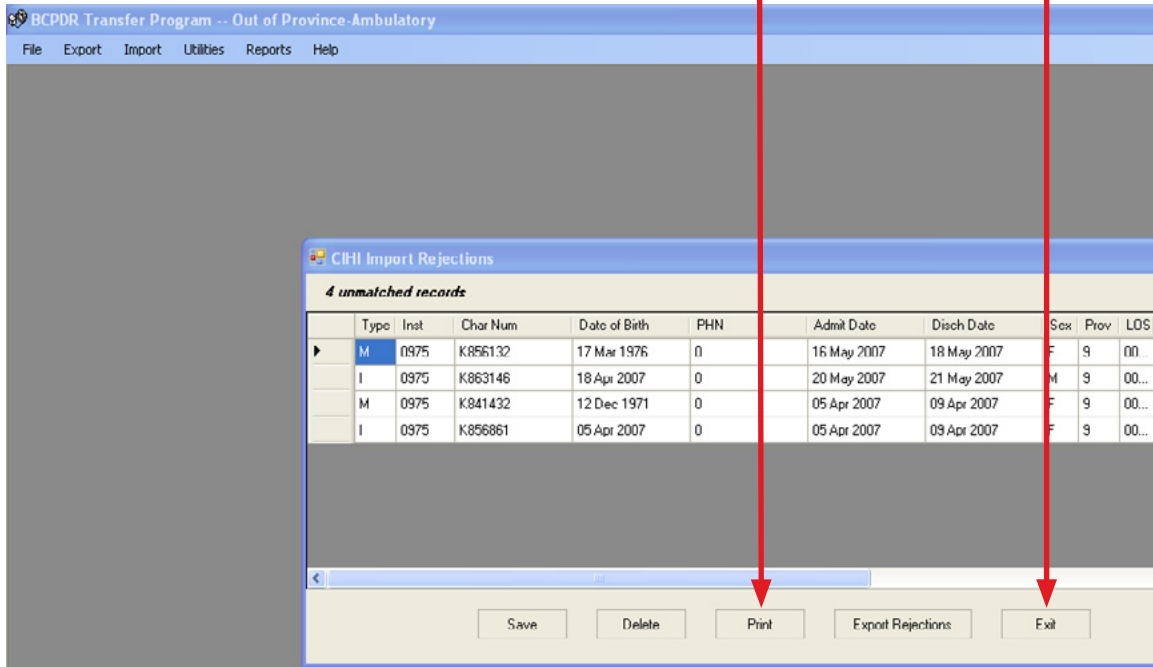 BCPDR Transfer Program -- Out of Province-Ambulatory
File Export Import Utilities Reports Help
CIHI Import Rejections
4 unmatched records
Type Inst Char Num Date of Birth PHN Admit Date Disch Date Sex Prov LOS
M 0975 K856132 17 Mar 1976 0 16 May 2007 18 May 2007 F 9 00...
I 0975 K863146 18 Apr 2007 0 20 May 2007 21 May 2007 M 9 00...
M 0975 K841432 12 Dec 1971 0 05 Apr 2007 09 Apr 2007 F 9 00...
I 0975 K856861 05 Apr 2007 0 05 Apr 2007 09 Apr 2007 F 9 00...
Save Delete Print Export Rejections Exit